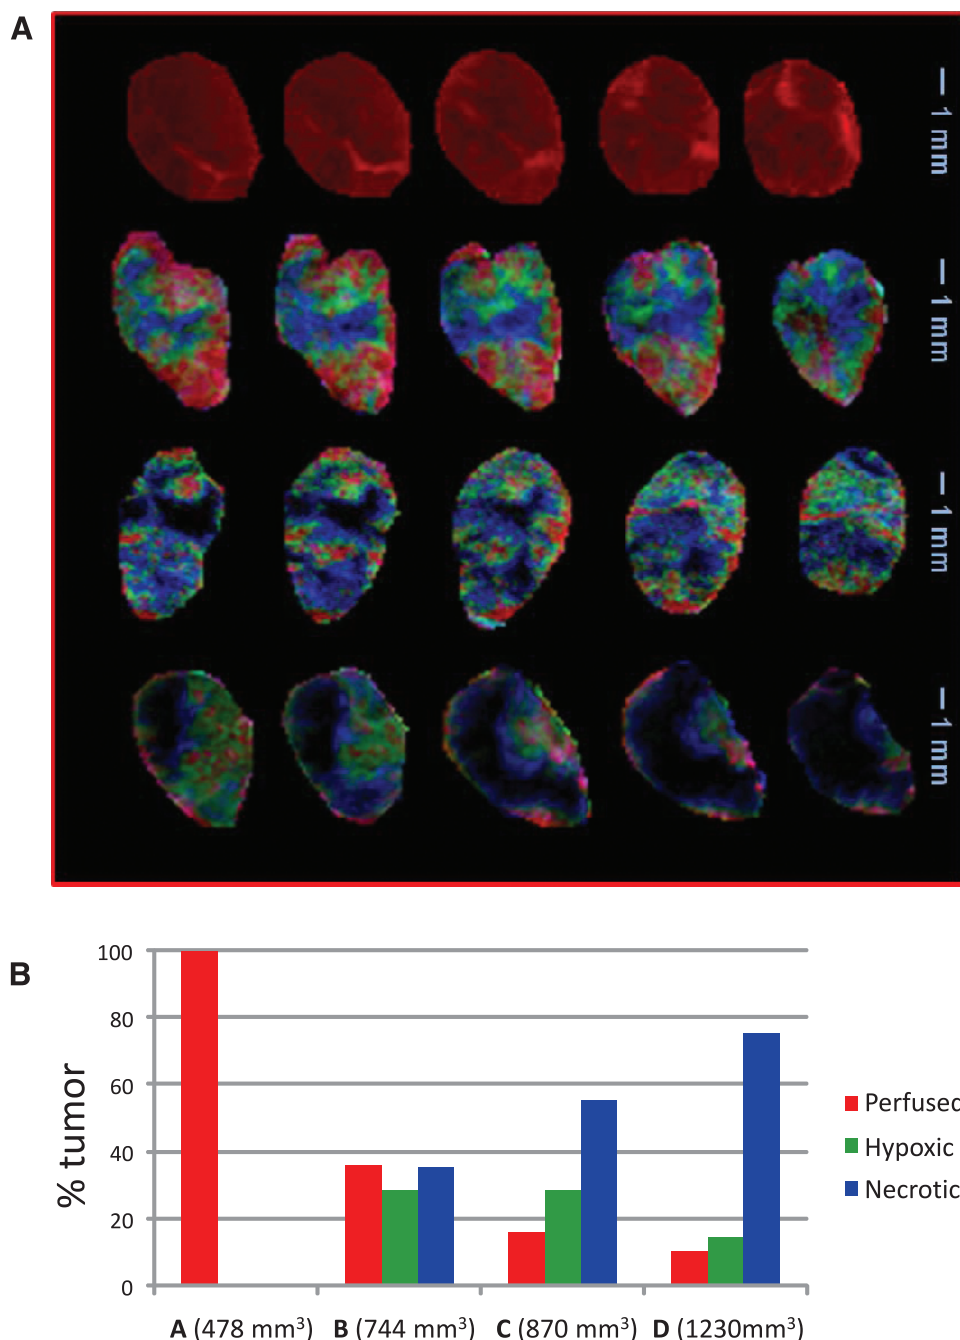 A
1 mm
1 mm
1 mm
1 mm
B
% tumor
100
80
60
40
20
0
A (478 mm³)
B (744 mm³)
C (870 mm³)
D (1230mm³)
Perfused
Hypoxic
Necrotic